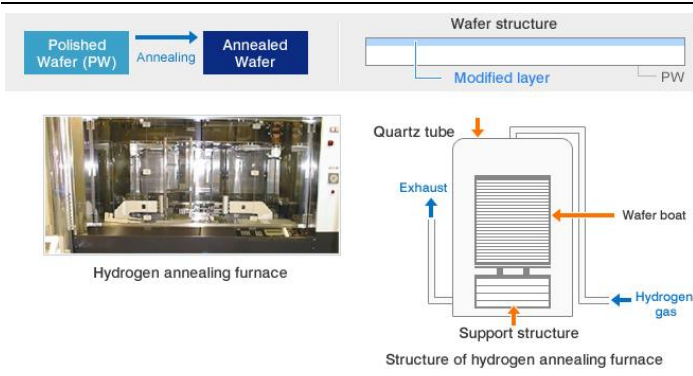 Polished
Wafer (PW)
Annealing
Annealed
Wafer
Wafer structure
Modified layer
PW
Hydrogen annealing furnace
Quartz tube
Exhaust
Wafer boat
Hydrogen
gas
Support structure
Structure of hydrogen annealing furnace